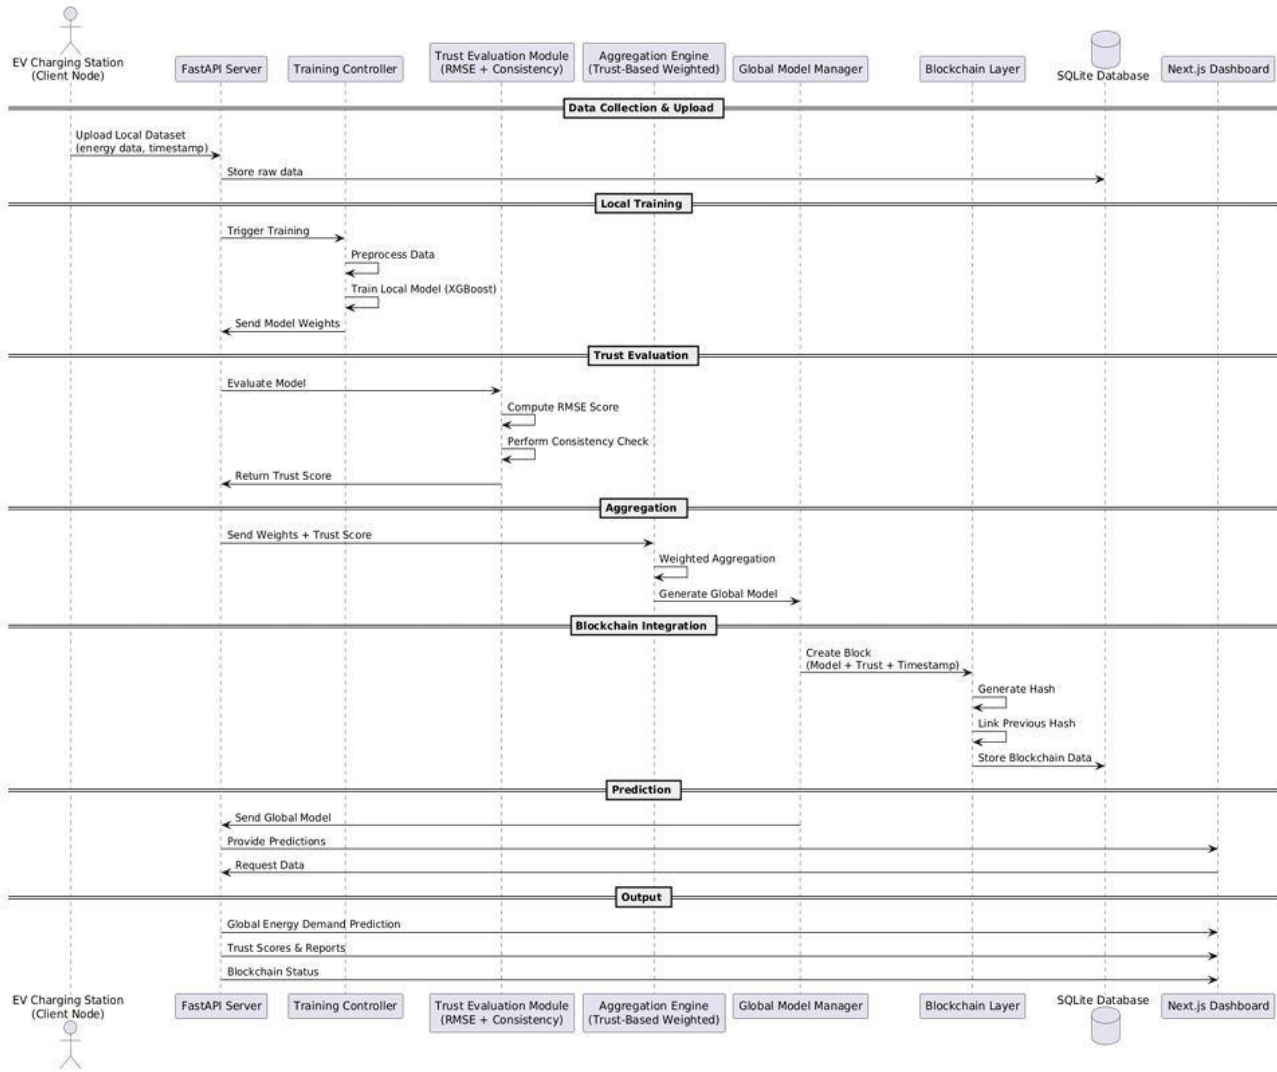 EV Charging Station
(Client Node)
FastAPI Server
Training Controller
Trust Evaluation Module
(RMSE + Consistency)
Aggregation Engine
(Trust-Based Weighted)
Global Model Manager
Blockchain Layer
SQLite Database
Next.js Dashboard
Data Collection & Upload
Upload Local Dataset
(energy data, timestamp)
Store raw data
Local Training
Trigger Training
Preprocess Data
Train Local Model (XGBoost)
Send Model Weights
Trust Evaluation
Evaluate Model
Compute RMSE Score
Perform Consistency Check
Return Trust Score
Aggregation
Send Weights + Trust Score
Weighted Aggregation
Generate Global Model
Blockchain Integration
Create Block
(Model + Trust + Timestamp)
Generate Hash
Link Previous Hash
Store Blockchain Data
Prediction
Send Global Model
Provide Predictions
Request Data
Output
Global Energy Demand Prediction
Trust Scores & Reports
Blockchain Status
EV Charging Station
(Client Node)
FastAPI Server
Training Controller
Trust Evaluation Module
(RMSE + Consistency)
Aggregation Engine
(Trust-Based Weighted)
Global Model Manager
Blockchain Layer
SQLite Database
Next.js Dashboard